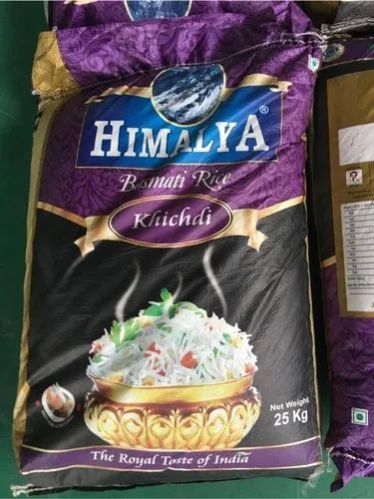 HIMALYA®
Basmati Rice
Khichdi
Net Weight
25 Kg
The Royal Taste of India